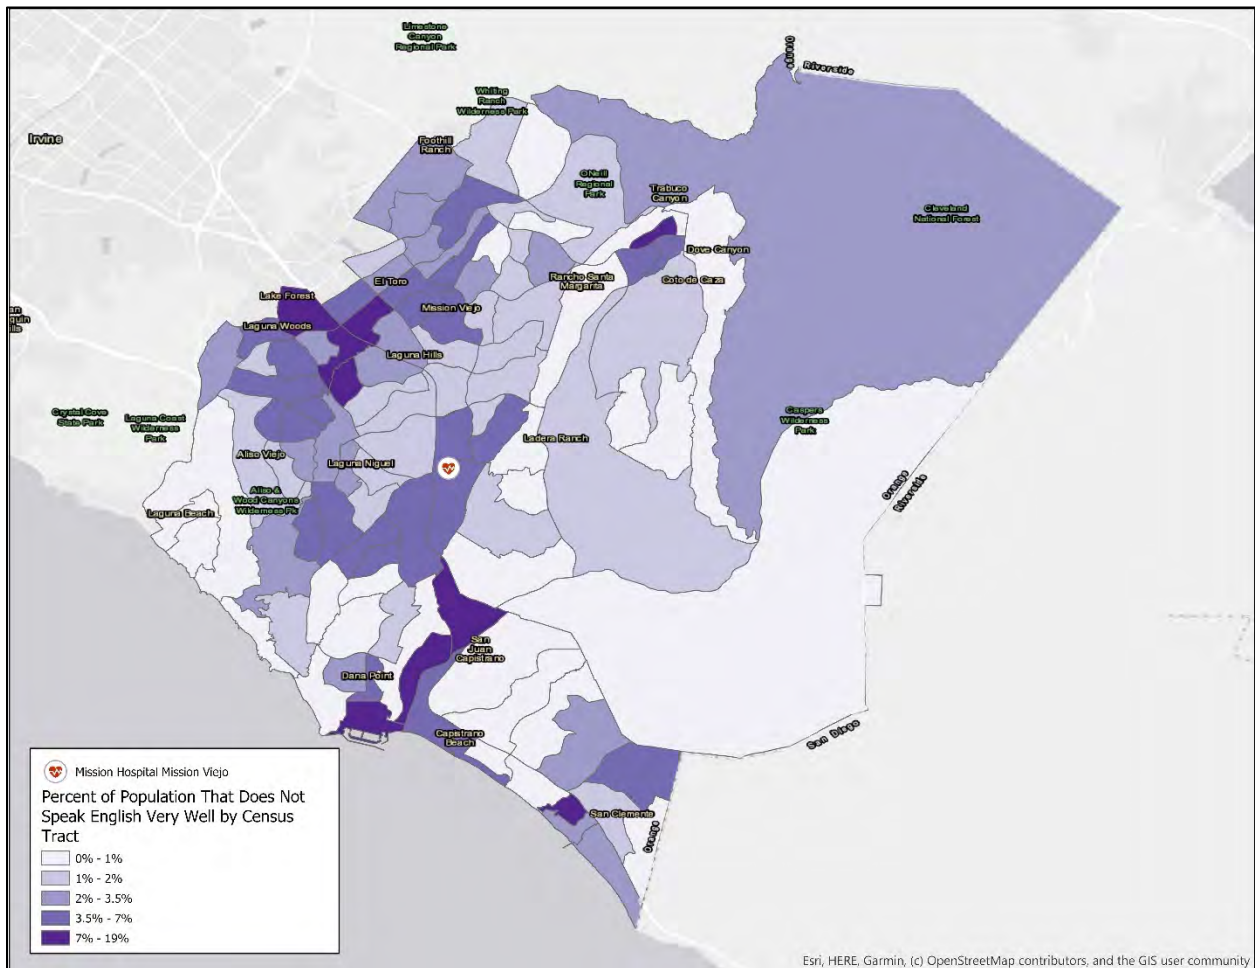 Limestone
Canyon
Regional Park
Orange
Riverside
Whiting
Ranch
Wilderness Park
Irvine
Foothill
Ranch
O'Neill
Regional
Park
Trabuco
Canyon
Cleveland
National Forest
Dove Canyon
Rancho Santa
Margarita
Coto de Caza
El Toro
Lake Forest
Mission Viejo
Laguna Woods
Laguna Hills
Crystal Cove
State Park
Laguna Coast
Wilderness
Park
Caspers
Wilderness
Park
Ladera Ranch
Aliso Viejo
Laguna Niguel
Orange
Riverside
Aliso &
Wood Canyons
Wilderness Pk
Laguna Beach
San
Juan
Capistrano
Dana Point
Capistrano
Beach
San Diego
San Clemente
Orange
Mission Hospital Mission Viejo
Percent of Population That Does Not
Speak English Very Well by Census
Tract
0% - 1%
1% - 2%
2% - 3.5%
3.5% - 7%
7% - 19%
Esri, HERE, Garmin, (c) OpenStreetMap contributors, and the GIS user community